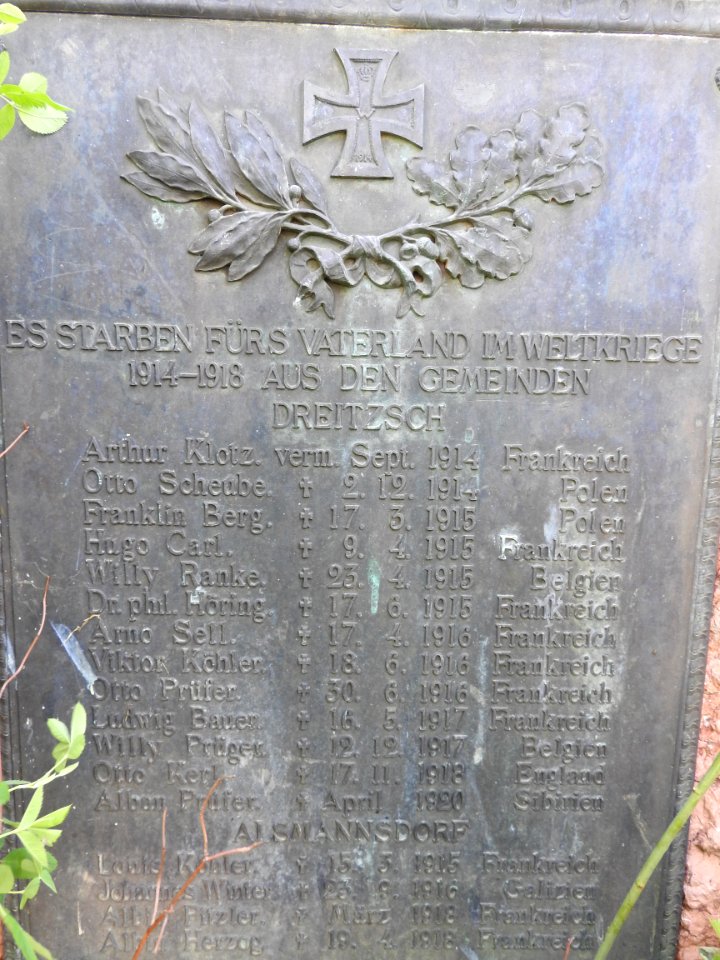 1914
ES STARBEN FÜRS VATERLAND IM WELTKRIEGE
1914–1918 AUS DEN GEMEINDEN
DREITZSCH
Arthur Klotz. verm. Sept. 1914 Frankreich
Otto Scheube. ✝ 2. 12. 1914 Polen
Franklin Berg. ✝ 17. 3. 1915 Polen
Hugo Carl. ✝ 9. 4. 1915 Frankreich
Willy Ranke. ✝ 23. 4. 1915 Belgien
Dr. phil. Höring ✝ 17. 6. 1915 Frankreich
Arno Sell. ✝ 17. 4. 1916 Frankreich
Viktor Köhler. ✝ 18. 6. 1916 Frankreich
Otto Prüfer. ✝ 30. 6. 1916 Frankreich
Ludwig Bauer. ✝ 16. 5. 1917 Frankreich
Willy Prüger. ✝ 12. 12. 1917 Belgien
Otto Kerl. ✝ 17. 11. 1918 England
Alban Prüfer. ✝ April. 1920 Sibirien
ALSMANNSDORF
Louis Köhler. ✝ 15. 3. 1915 Frankreich
Johannes Winter ✝ 23. 1916 Galizien
✝ März 1918 Frankreich
Herzog ✝ 19. 4. 1918. Frankreich